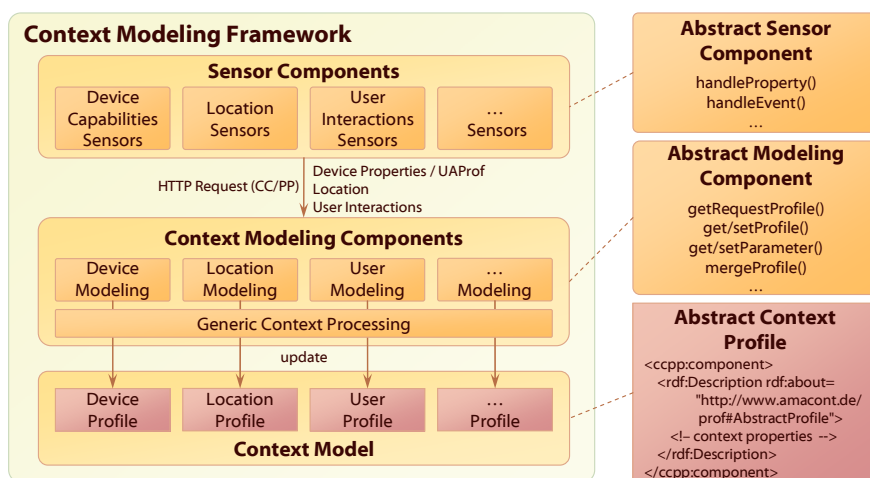 Context Modeling Framework
Sensor Components
Device
Capabilities
Sensors
Location
Sensors
User
Interactions
Sensors
...
Sensors
HTTP Request (CC/PP)
Device Properties / UAProf
Location
User Interactions
Context Modeling Components
Device
Modeling
Location
Modeling
User
Modeling
...
Modeling
Generic Context Processing
update
Device
Profile
Location
Profile
User
Profile
...
Profile
Context Model
Abstract Sensor
Component
handleProperty()
handleEvent()
...
Abstract Modeling
Component
getRequestProfile()
get/setProfile()
get/setParameter()
mergeProfile()
...
Abstract Context
Profile
<ccpp:component>
<rdf:Description rdf:about=
"http://www.amacont.de/
prof#AbstractProfile">
<!– context properties -->
</rdf:Description>
</ccpp:component>